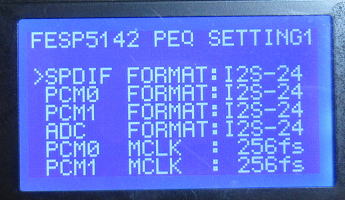 FESP5142 PEQ SETTING1
>SPDIF FORMAT:I2S-24
PCM0 FORMAT:I2S-24
PCM1 FORMAT:I2S-24
ADC FORMAT:I2S-24
PCM0 MCLK : 256fs
PCM1 MCLK : 256fs